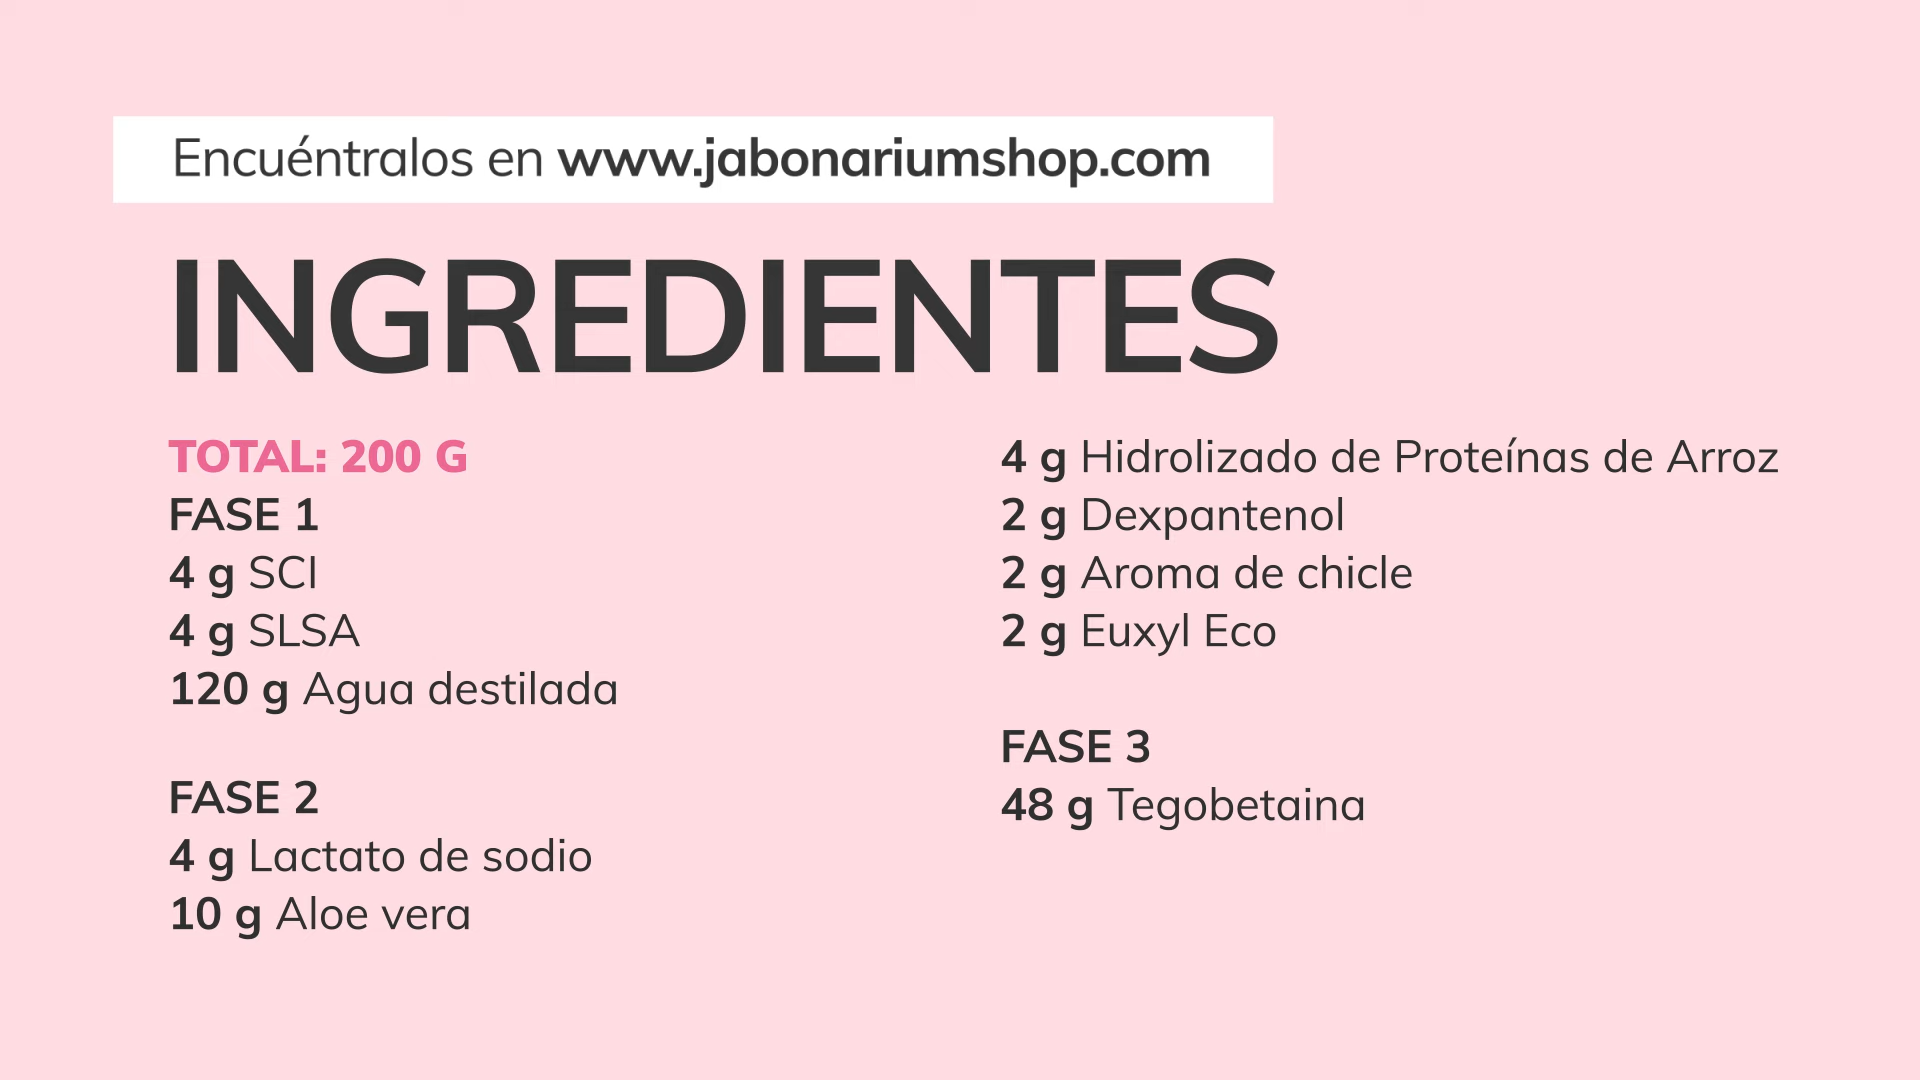 Encuéntralos en www.jabonariumshop.com
INGREDIENTES
TOTAL: 200 G
FASE 1
4 g SCI
4 g SLSA
120 g Agua destilada
FASE 2
4 g Lactato de sodio
10 g Aloe vera
4 g Hidrolizado de Proteínas de Arroz
2 g Dexpantenol
2 g Aroma de chicle
2 g Euxyl Eco
FASE 3
48 g Tegobetaina